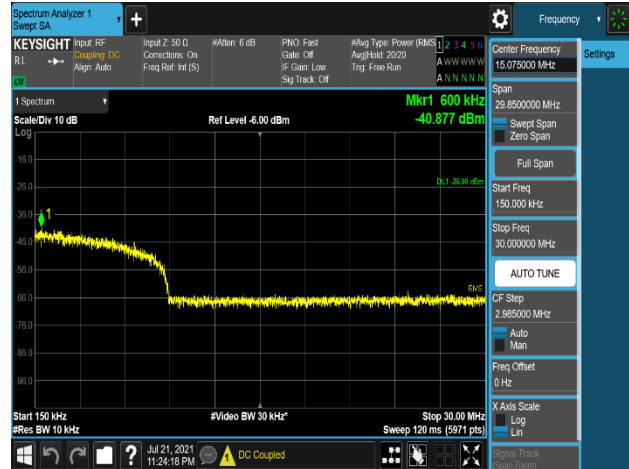 Spectrum Analyzer 1
Swept SA
Frequency
KEYSIGHT
Input: RF
Coupling: DC
Align: Auto
Input Z: 50 Ω
Corrections: On
Freq Ref: Int (S)
#Atten: 6 dB
PNO: Fast
Gate: Off
IF Gain: Low
Sig Track: Off
#Avg Type: Power (RMS
Avg|Hold: 20/20
Trig: Free Run
1 2 3 4 5 6
A W W W W W
A N N N N N
R L
LXI
1 Spectrum
Scale/Div 10 dB
Log
Ref Level -6.00 dBm
Mkr1 600 kHz
-40.877 dBm
-16.0
DL1 -26.00 dBm
-26.0
-36.0
1
-46.0
-56.0
RMS
-66.0
-76.0
-86.0
-96.0
Start 150 kHz
#Video BW 30 kHz*
Stop 30.00 MHz
#Res BW 10 kHz
Sweep 120 ms (5971 pts)
Center Frequency
15.075000 MHz
Settings
Span
29.8500000 MHz
Swept Span
Zero Span
Full Span
Start Freq
150.000 kHz
Stop Freq
30.000000 MHz
AUTO TUNE
CF Step
2.985000 MHz
Auto
Man
Freq Offset
0 Hz
X Axis Scale
Log
Lin
Signal Track
(Span Zoom)
?
Jul 21, 2021
11:24:18 PM
1
DC Coupled